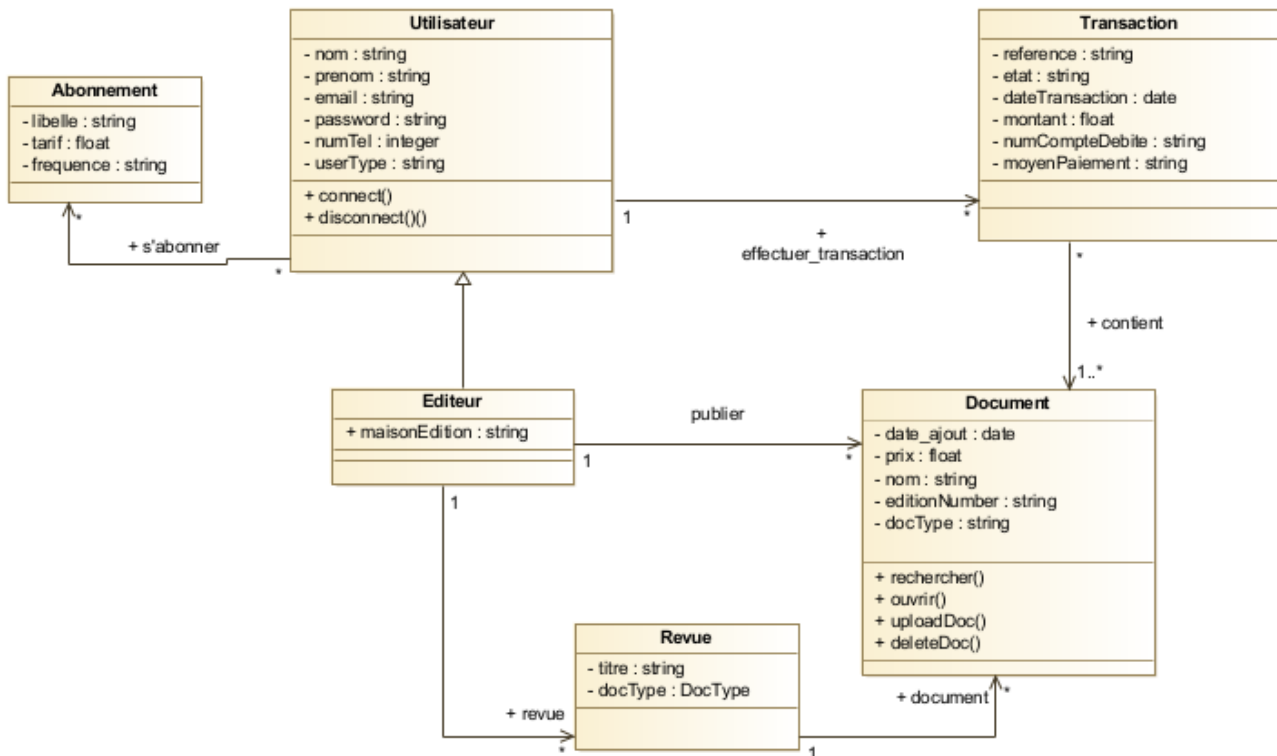 Utilisateur
- nom : string
- prenom : string
- email : string
- password : string
- numTel : integer
- userType : string
+ connect()
+ disconnect()()
Transaction
- reference : string
- etat : string
- dateTransaction : date
- montant : float
- numCompteDebite : string
- moyenPaiement : string
Abonnement
- libelle : string
- tarif : float
- frequence : string
*
+ s'abonner
*
1
*
+
effectuer_transaction
*
+ contient
1..*
Editeur
+ maisonEdition : string
publier
1
*
1
Document
- date_ajout : date
- prix : float
- nom : string
- editionNumber : string
- docType : string
+ rechercher()
+ ouvrir()
+ uploadDoc()
+ deleteDoc()
Revue
- titre : string
- docType : DocType
+ revue
*
1
+ document
*